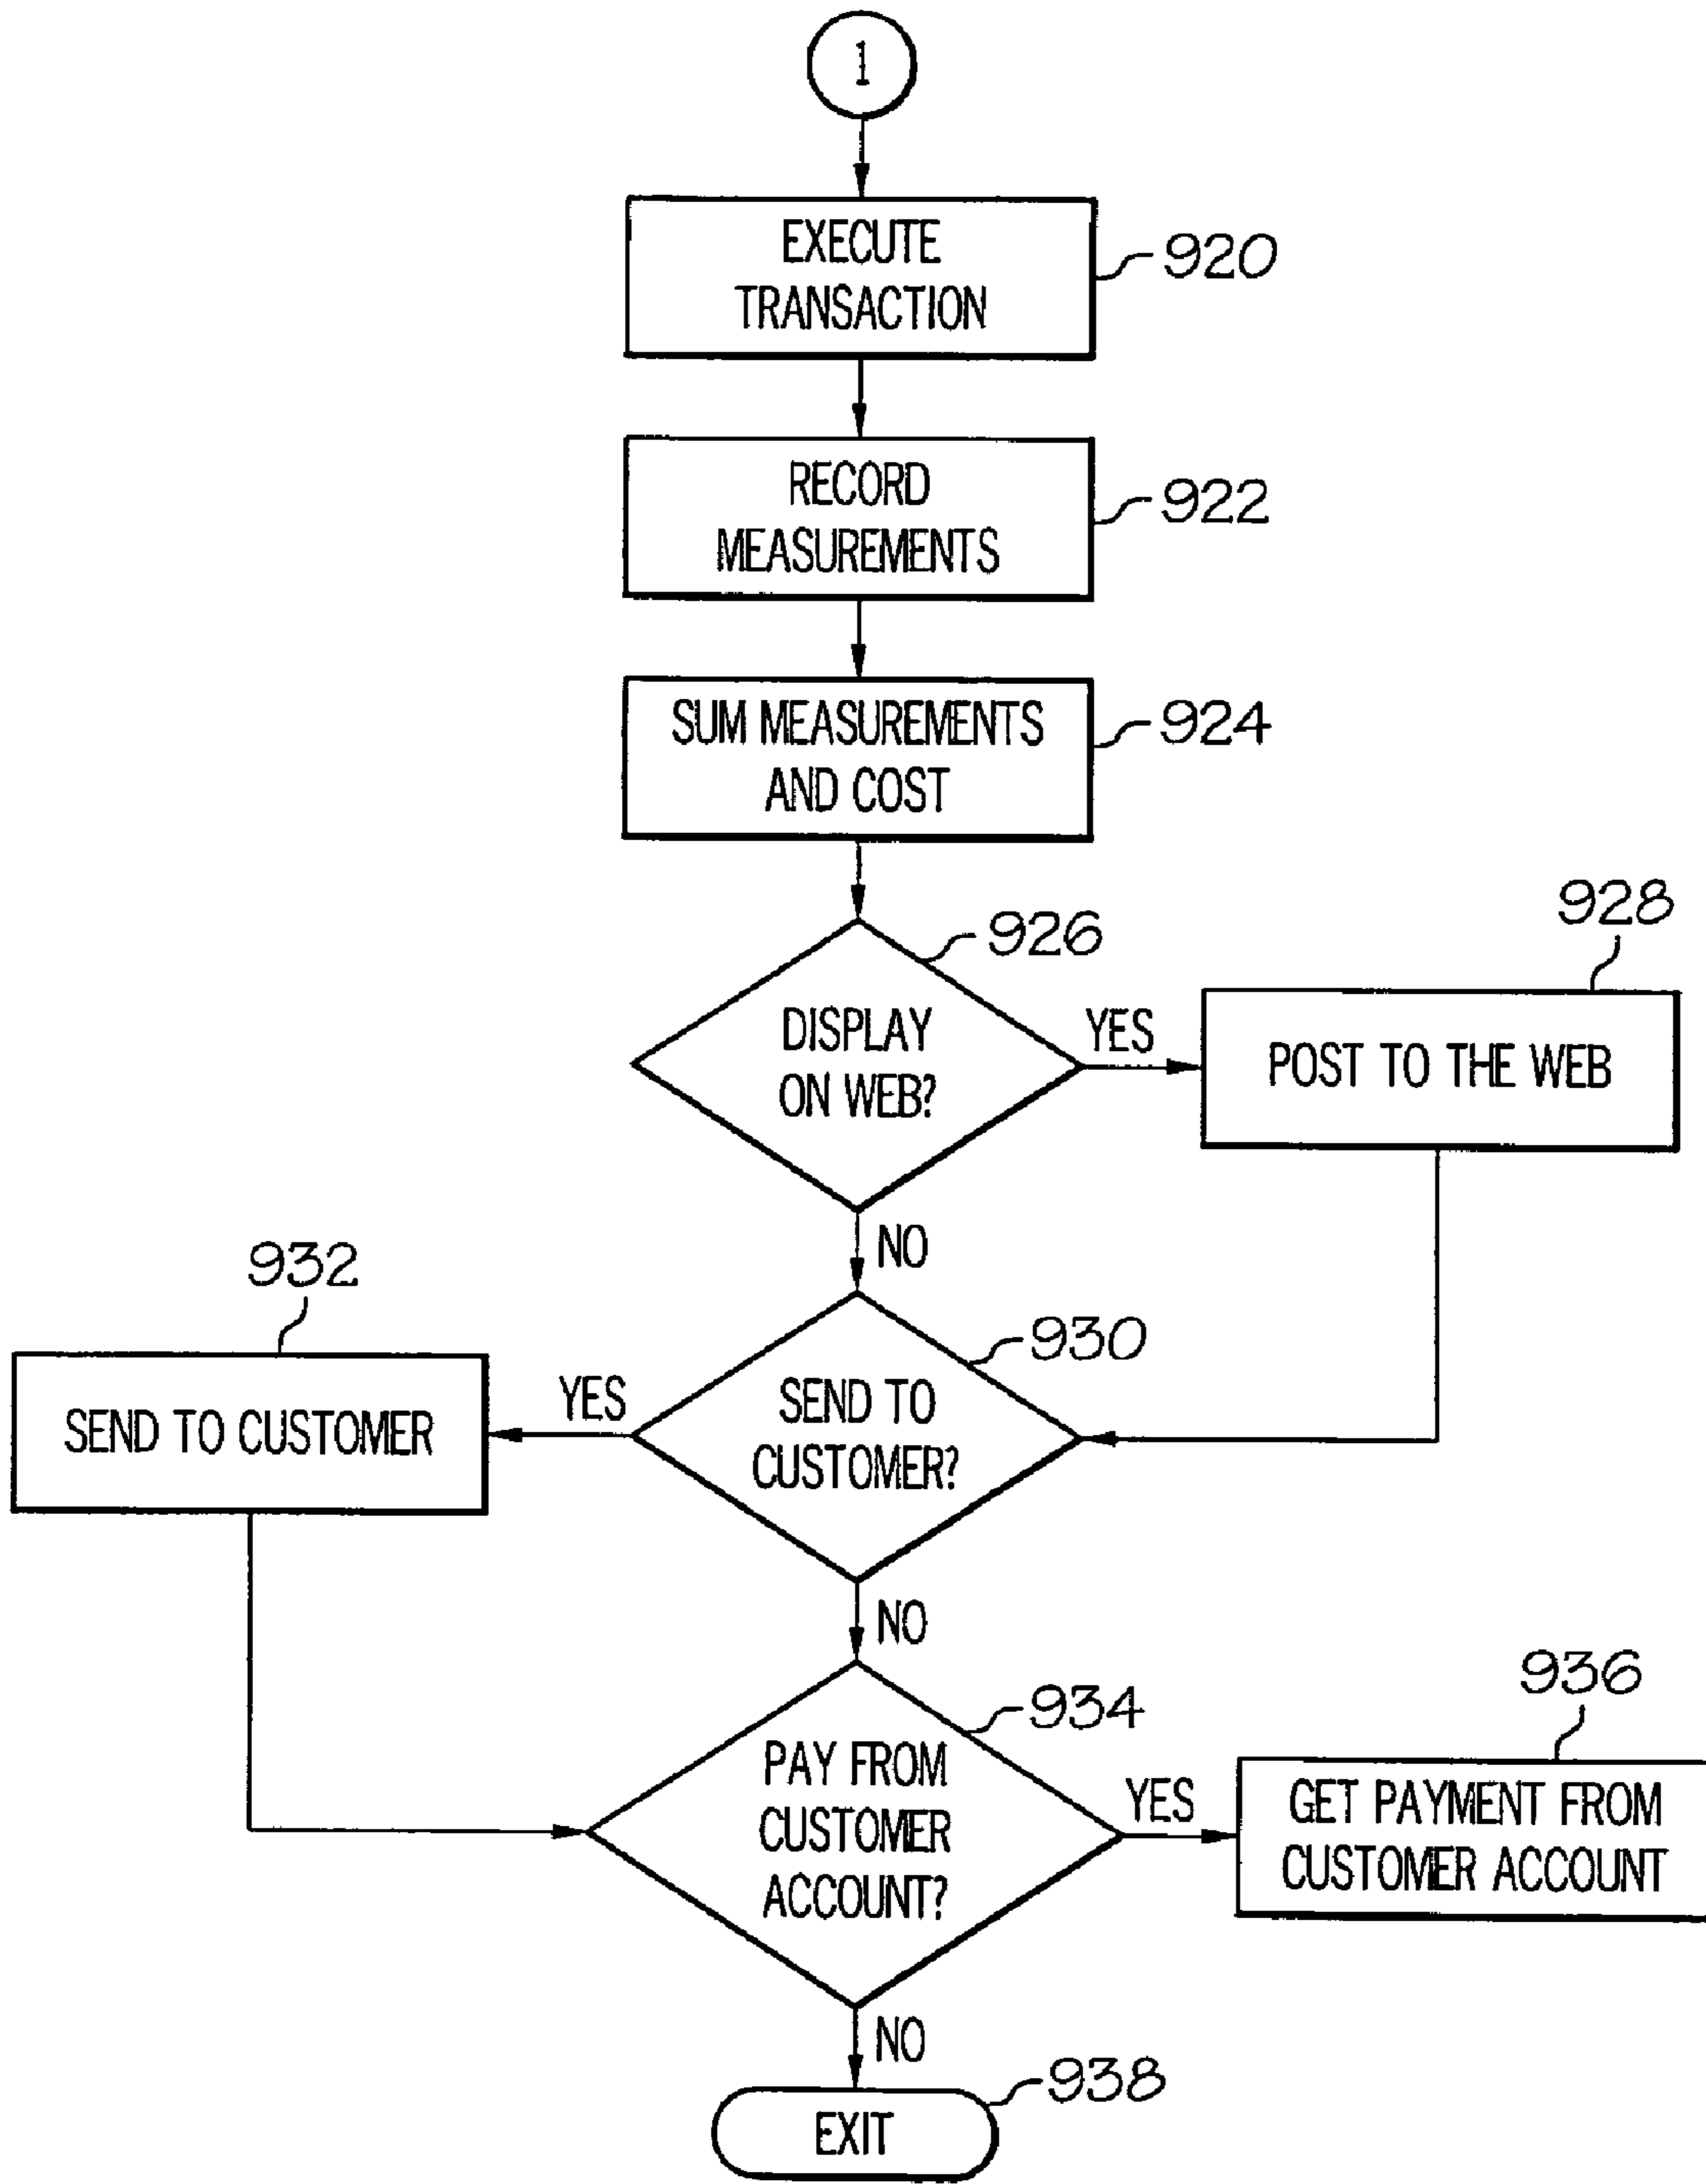 1
EXECUTE
TRANSACTION
920
RECORD
MEASUREMENTS
922
SUM MEASUREMENTS
AND COST
924
926
DISPLAY
ON WEB?
YES
928
POST TO THE WEB
NO
930
SEND TO
CUSTOMER?
YES
932
SEND TO CUSTOMER
NO
934
PAY FROM
CUSTOMER
ACCOUNT?
YES
936
GET PAYMENT FROM
CUSTOMER ACCOUNT
NO
938
EXIT